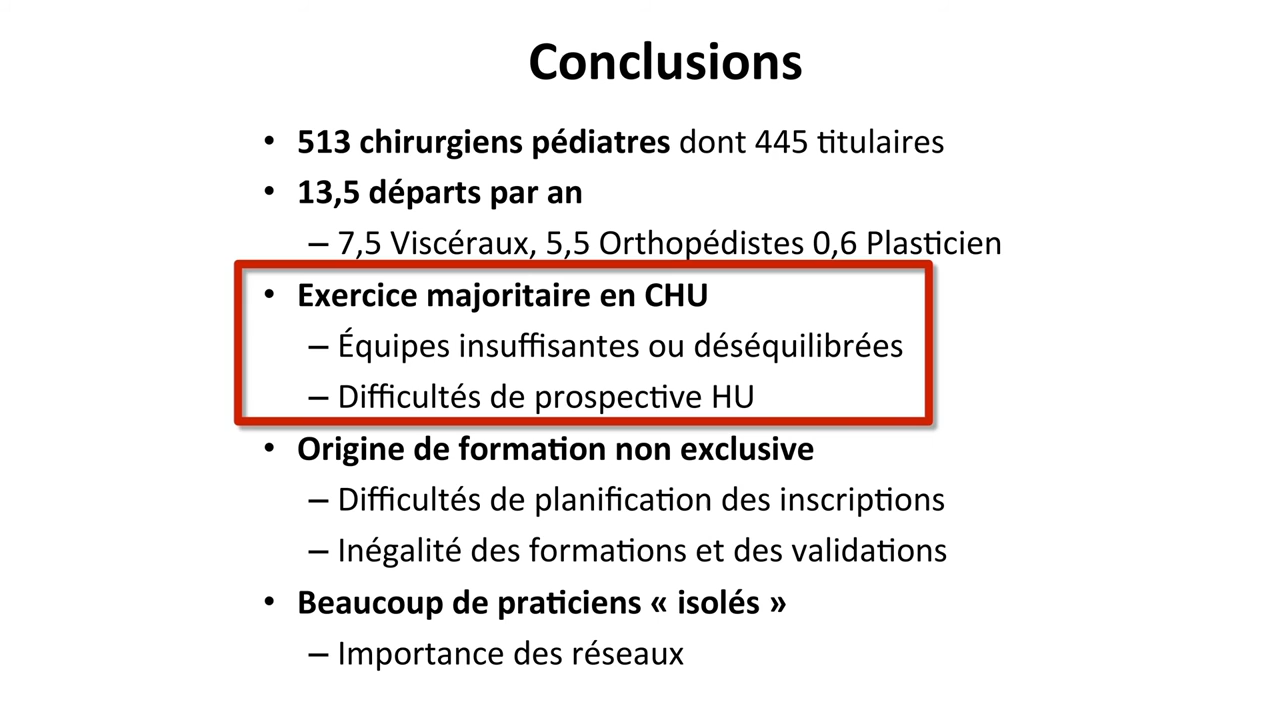 Conclusions
• 513 chirurgiens pédiatres dont 445 titulaires
• 13,5 départs par an
– 7,5 Viscéraux, 5,5 Orthopédistes 0,6 Plasticien
• Exercice majoritaire en CHU
– Équipes insuffisantes ou déséquilibrées
– Difficultés de prospective HU
• Origine de formation non exclusive
– Difficultés de planification des inscriptions
– Inégalité des formations et des validations
• Beaucoup de praticiens « isolés »
– Importance des réseaux